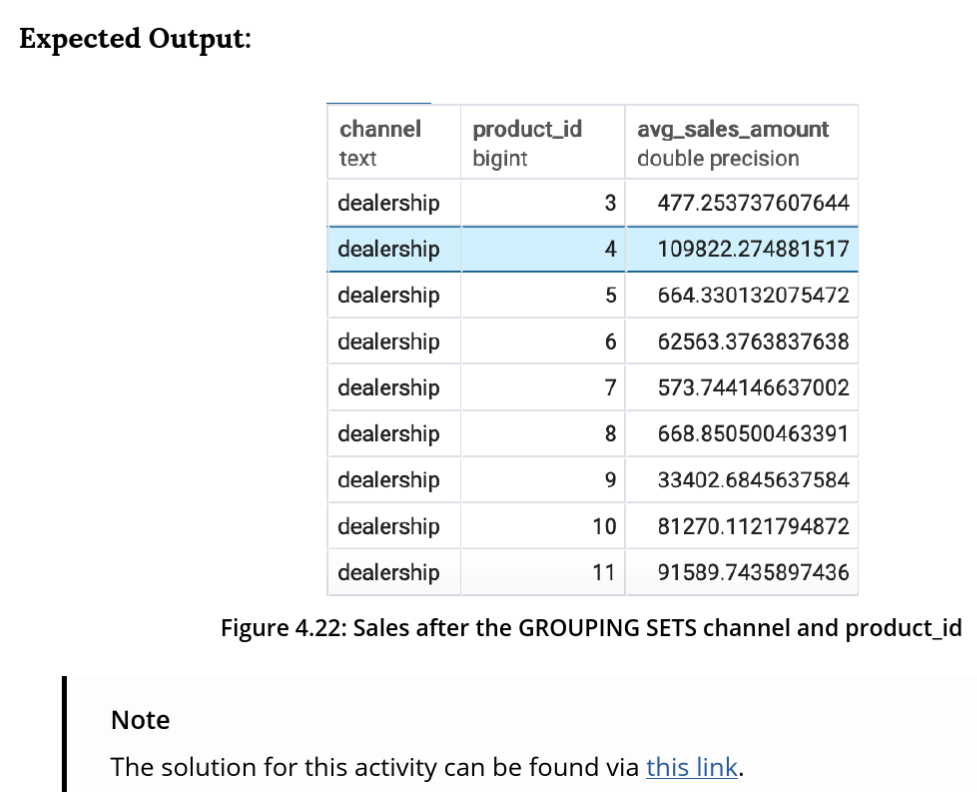 Expected Output:
channel product_id avg_sales_amount
text bigint double precision
dealership 3 477.253737607644
dealership 4 109822.274881517
dealership 5 664.330132075472
dealership 6 62563.3763837638
dealership 7 573.744146637002
dealership 8 668.850500463391
dealership 9 33402.6845637584
dealership 10 81270.1121794872
dealership 11 91589.7435897436
Figure 4.22: Sales after the GROUPING SETS channel and product_id
Note
The solution for this activity can be found via this link.